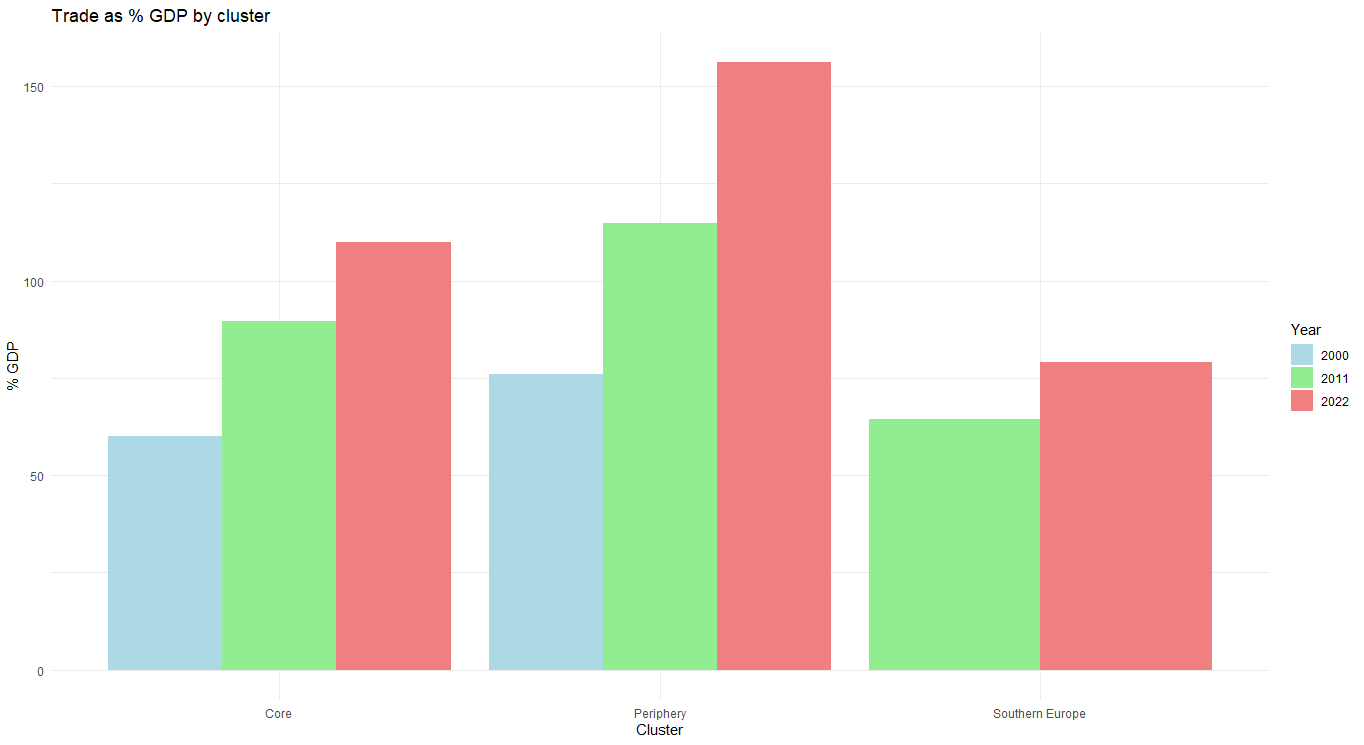 Trade as % GDP by cluster
% GDP
150
100
50
0
Core
Periphery
Southern Europe
Cluster
Year
2000
2011
2022